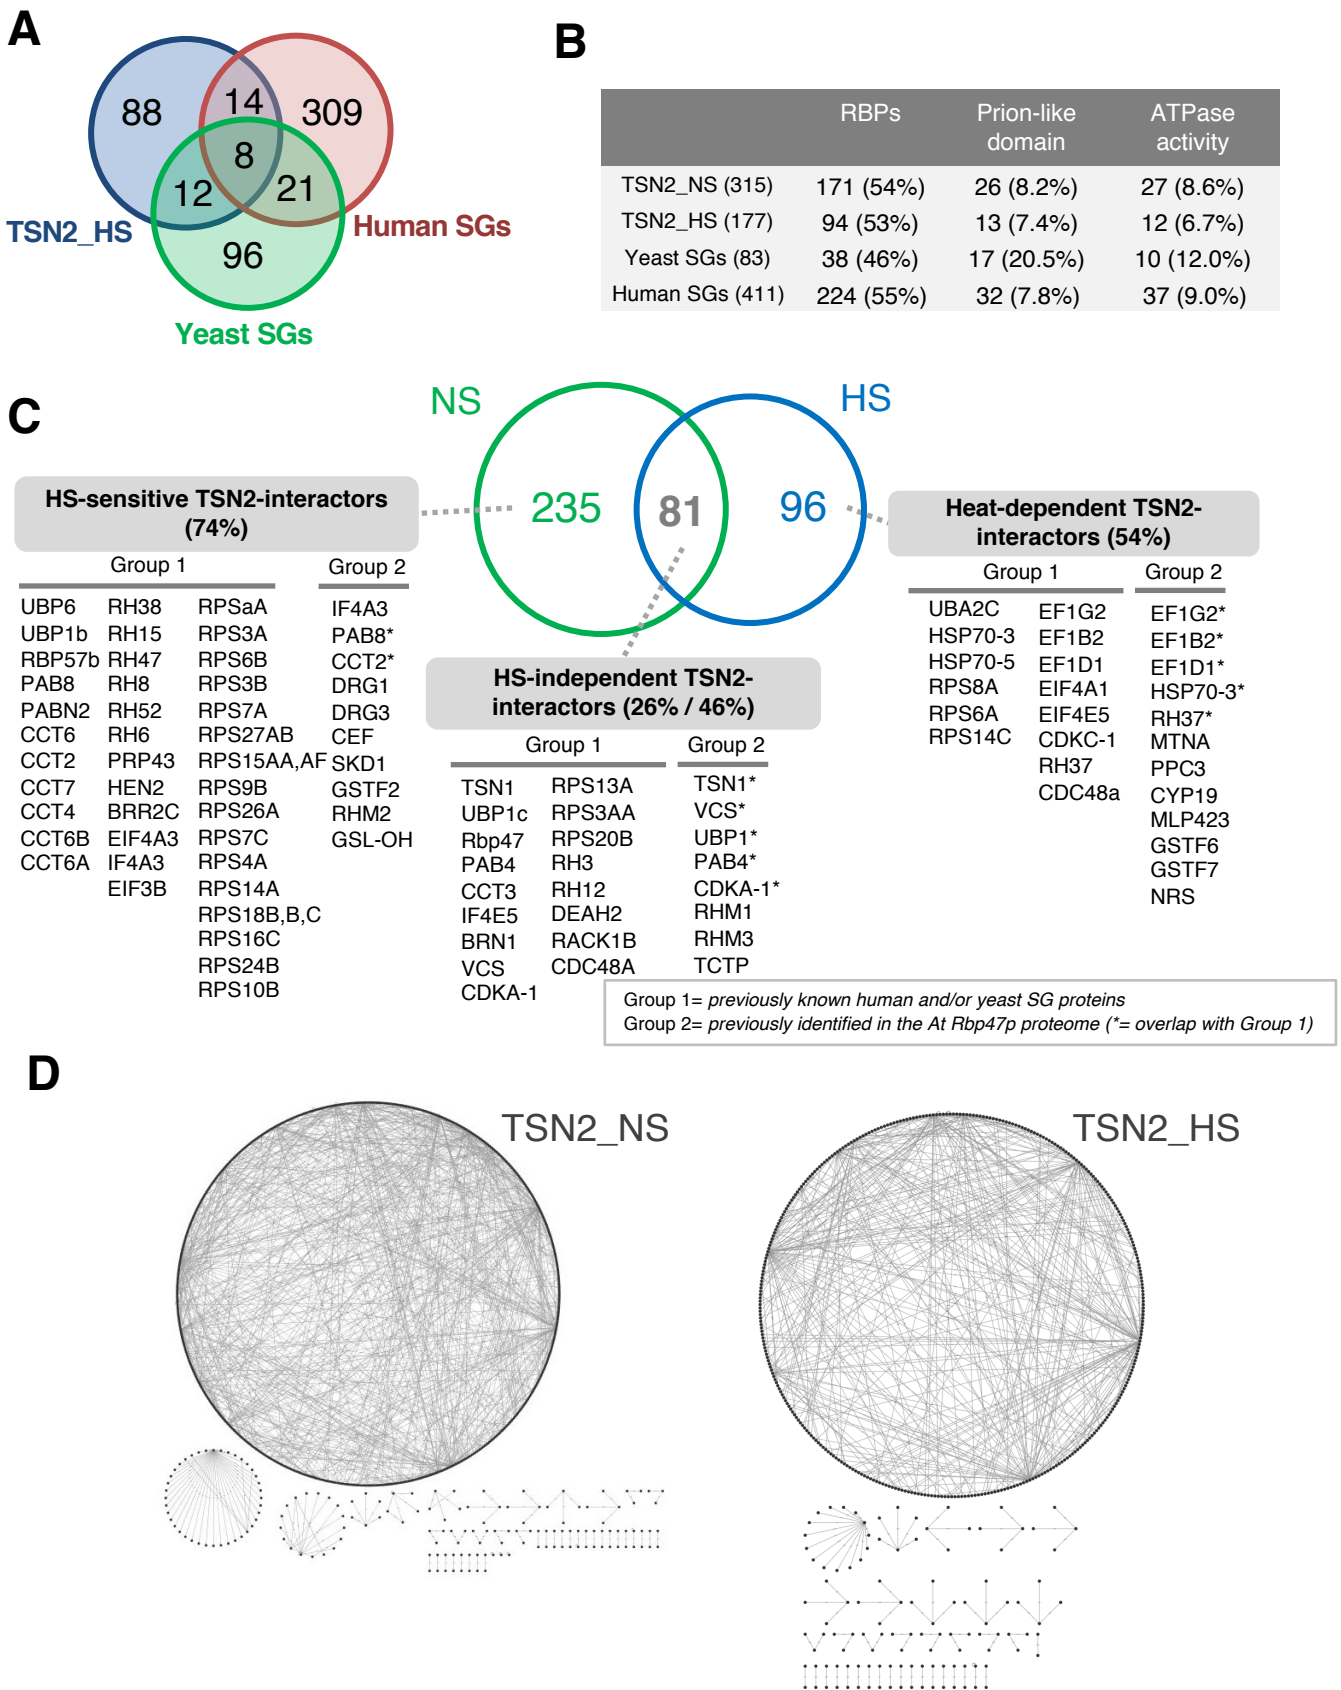 A
88
14
309
8
12
21
96
TSN2_HS
Human SGs
Yeast SGs
B
RBPs
Prion-like domain
ATPase activity
TSN2_NS (315) 171 (54%) 26 (8.2%) 27 (8.6%)
TSN2_HS (177) 94 (53%) 13 (7.4%) 12 (6.7%)
Yeast SGs (83) 38 (46%) 17 (20.5%) 10 (12.0%)
Human SGs (411) 224 (55%) 32 (7.8%) 37 (9.0%)
C
NS
HS
235
81
96
HS-sensitive TSN2-interactors
(74%)
Group 1
UBP6
UBP1b
RBP57b
PAB8
PABN2
CCT6
CCT2
CCT7
CCT4
CCT6B
CCT6A
RH38
RH15
RH47
RH8
RH52
RH6
PRP43
HEN2
BRR2C
EIF4A3
IF4A3
EIF3B
RPSaA
RPS3A
RPS6B
RPS3B
RPS7A
RPS27AB
RPS15AA,AF
RPS9B
RPS26A
RPS7C
RPS4A
RPS14A
RPS18B,B,C
RPS16C
RPS24B
RPS10B
Group 2
IF4A3
PAB8*
CCT2*
DRG1
DRG3
CEF
SKD1
GSTF2
RHM2
GSL-OH
HS-independent TSN2-
interactors (26% / 46%)
Group 1
TSN1
UBP1c
Rbp47
PAB4
CCT3
IF4E5
BRN1
VCS
CDKA-1
RPS13A
RPS3AA
RPS20B
RH3
RH12
DEAH2
RACK1B
CDC48A
Group 2
TSN1*
VCS*
UBP1*
PAB4*
CDKA-1*
RHM1
RHM3
TCTP
Heat-dependent TSN2-
interactors (54%)
Group 1
UBA2C
HSP70-3
HSP70-5
RPS8A
RPS6A
RPS14C
EF1G2
EF1B2
EF1D1
EIF4A1
EIF4E5
CDKC-1
RH37
CDC48a
Group 2
EF1G2*
EF1B2*
EF1D1*
HSP70-3*
RH37*
MTNA
PPC3
CYP19
MLP423
GSTF6
GSTF7
NRS
Group 1= previously known human and/or yeast SG proteins
Group 2= previously identified in the At Rbp47p proteome (*= overlap with Group 1)
D
TSN2_NS
TSN2_HS